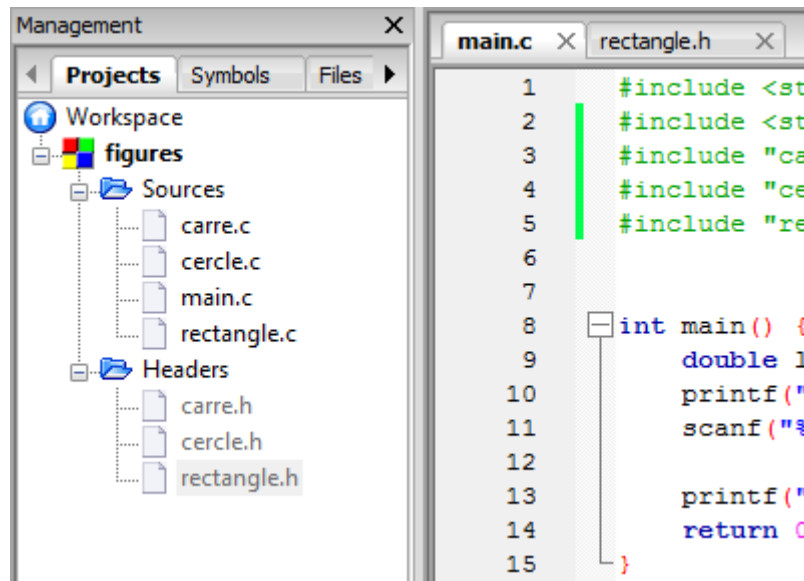 Management
Projects Symbols Files
Workspace
figures
Sources
carre.c
cercle.c
main.c
rectangle.c
Headers
carre.h
cercle.h
rectangle.h
main.c rectangle.h
1 #include <st
2 #include <st
3 #include "ca
4 #include "ce
5 #include "re
6
7
8 int main() {
9 double l
10 printf("
11 scanf("%
12
13 printf("
14 return 0
15 }